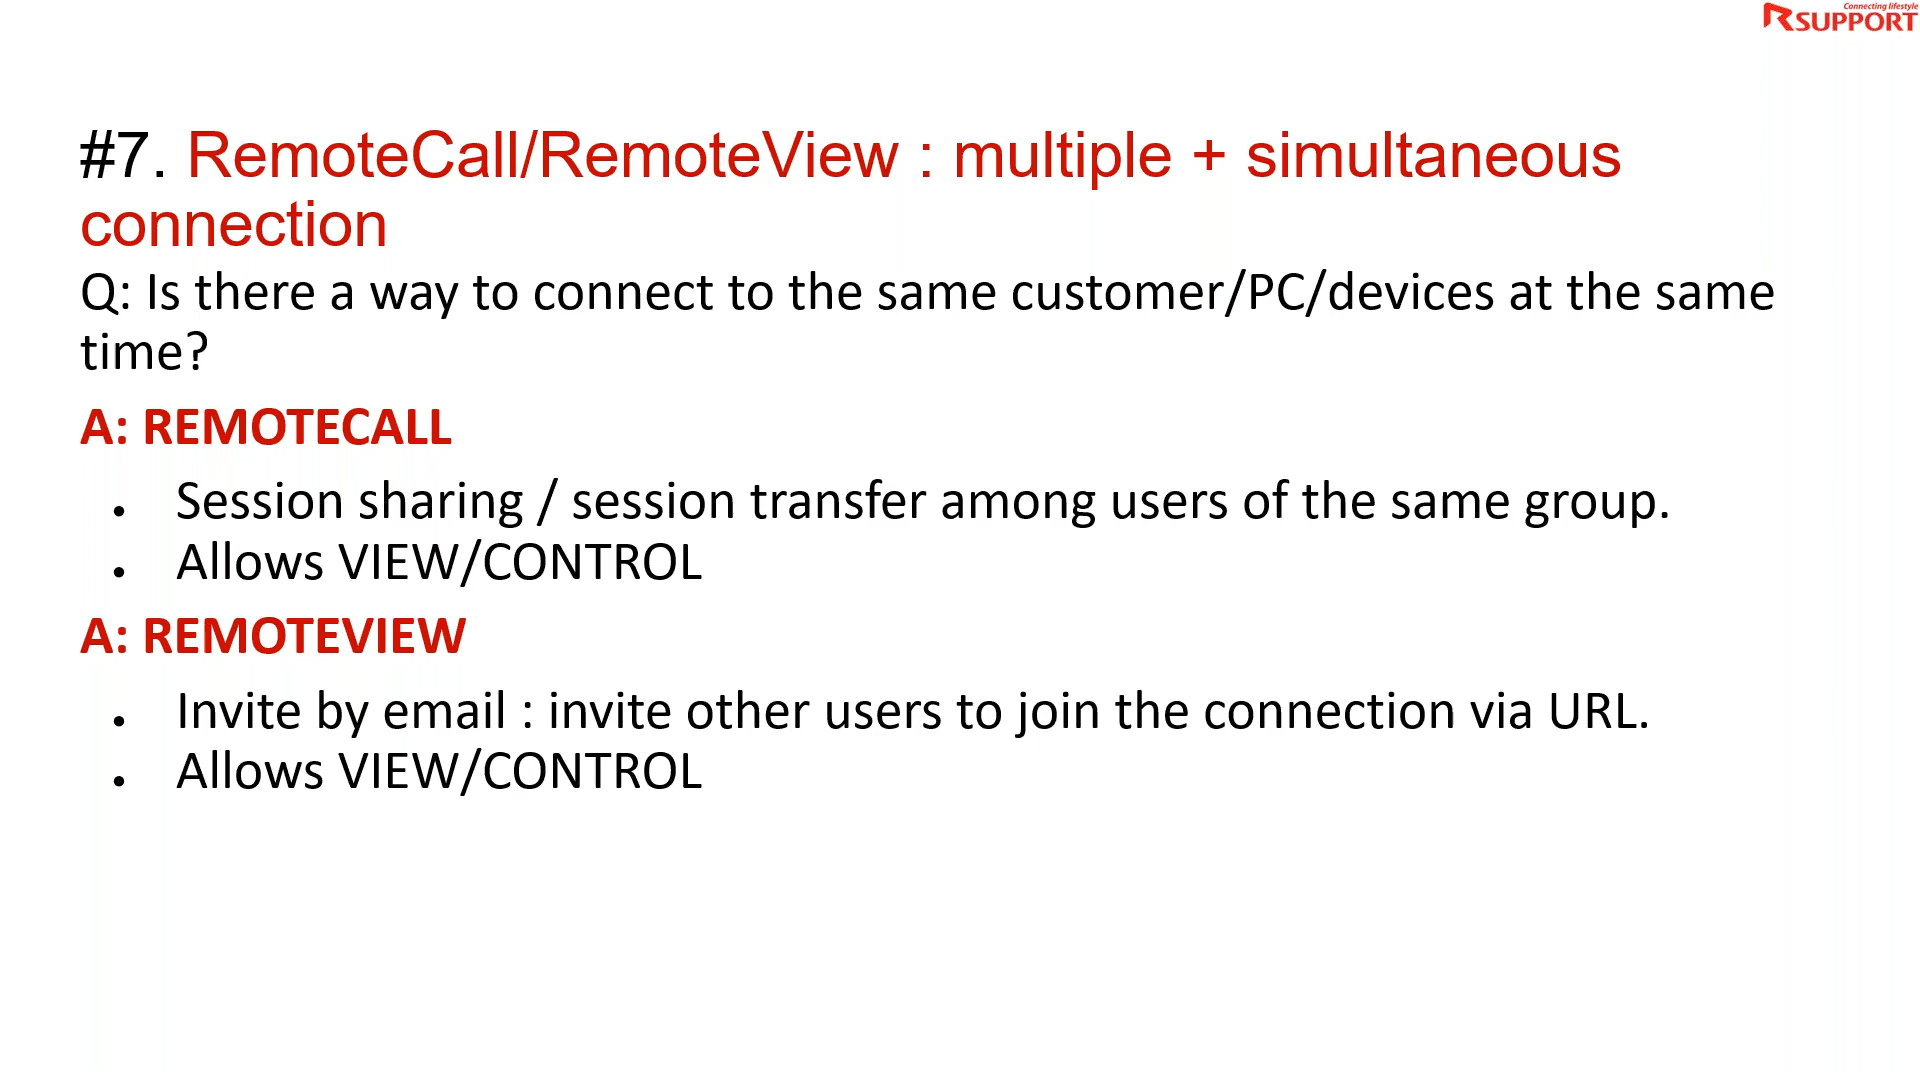 Connecting lifestyle
RSUPPORT
#7. RemoteCall/RemoteView : multiple + simultaneous
connection
Q: Is there a way to connect to the same customer/PC/devices at the same
time?
A: REMOTECALL
• Session sharing / session transfer among users of the same group.
• Allows VIEW/CONTROL
A: REMOTEVIEW
• Invite by email : invite other users to join the connection via URL.
• Allows VIEW/CONTROL